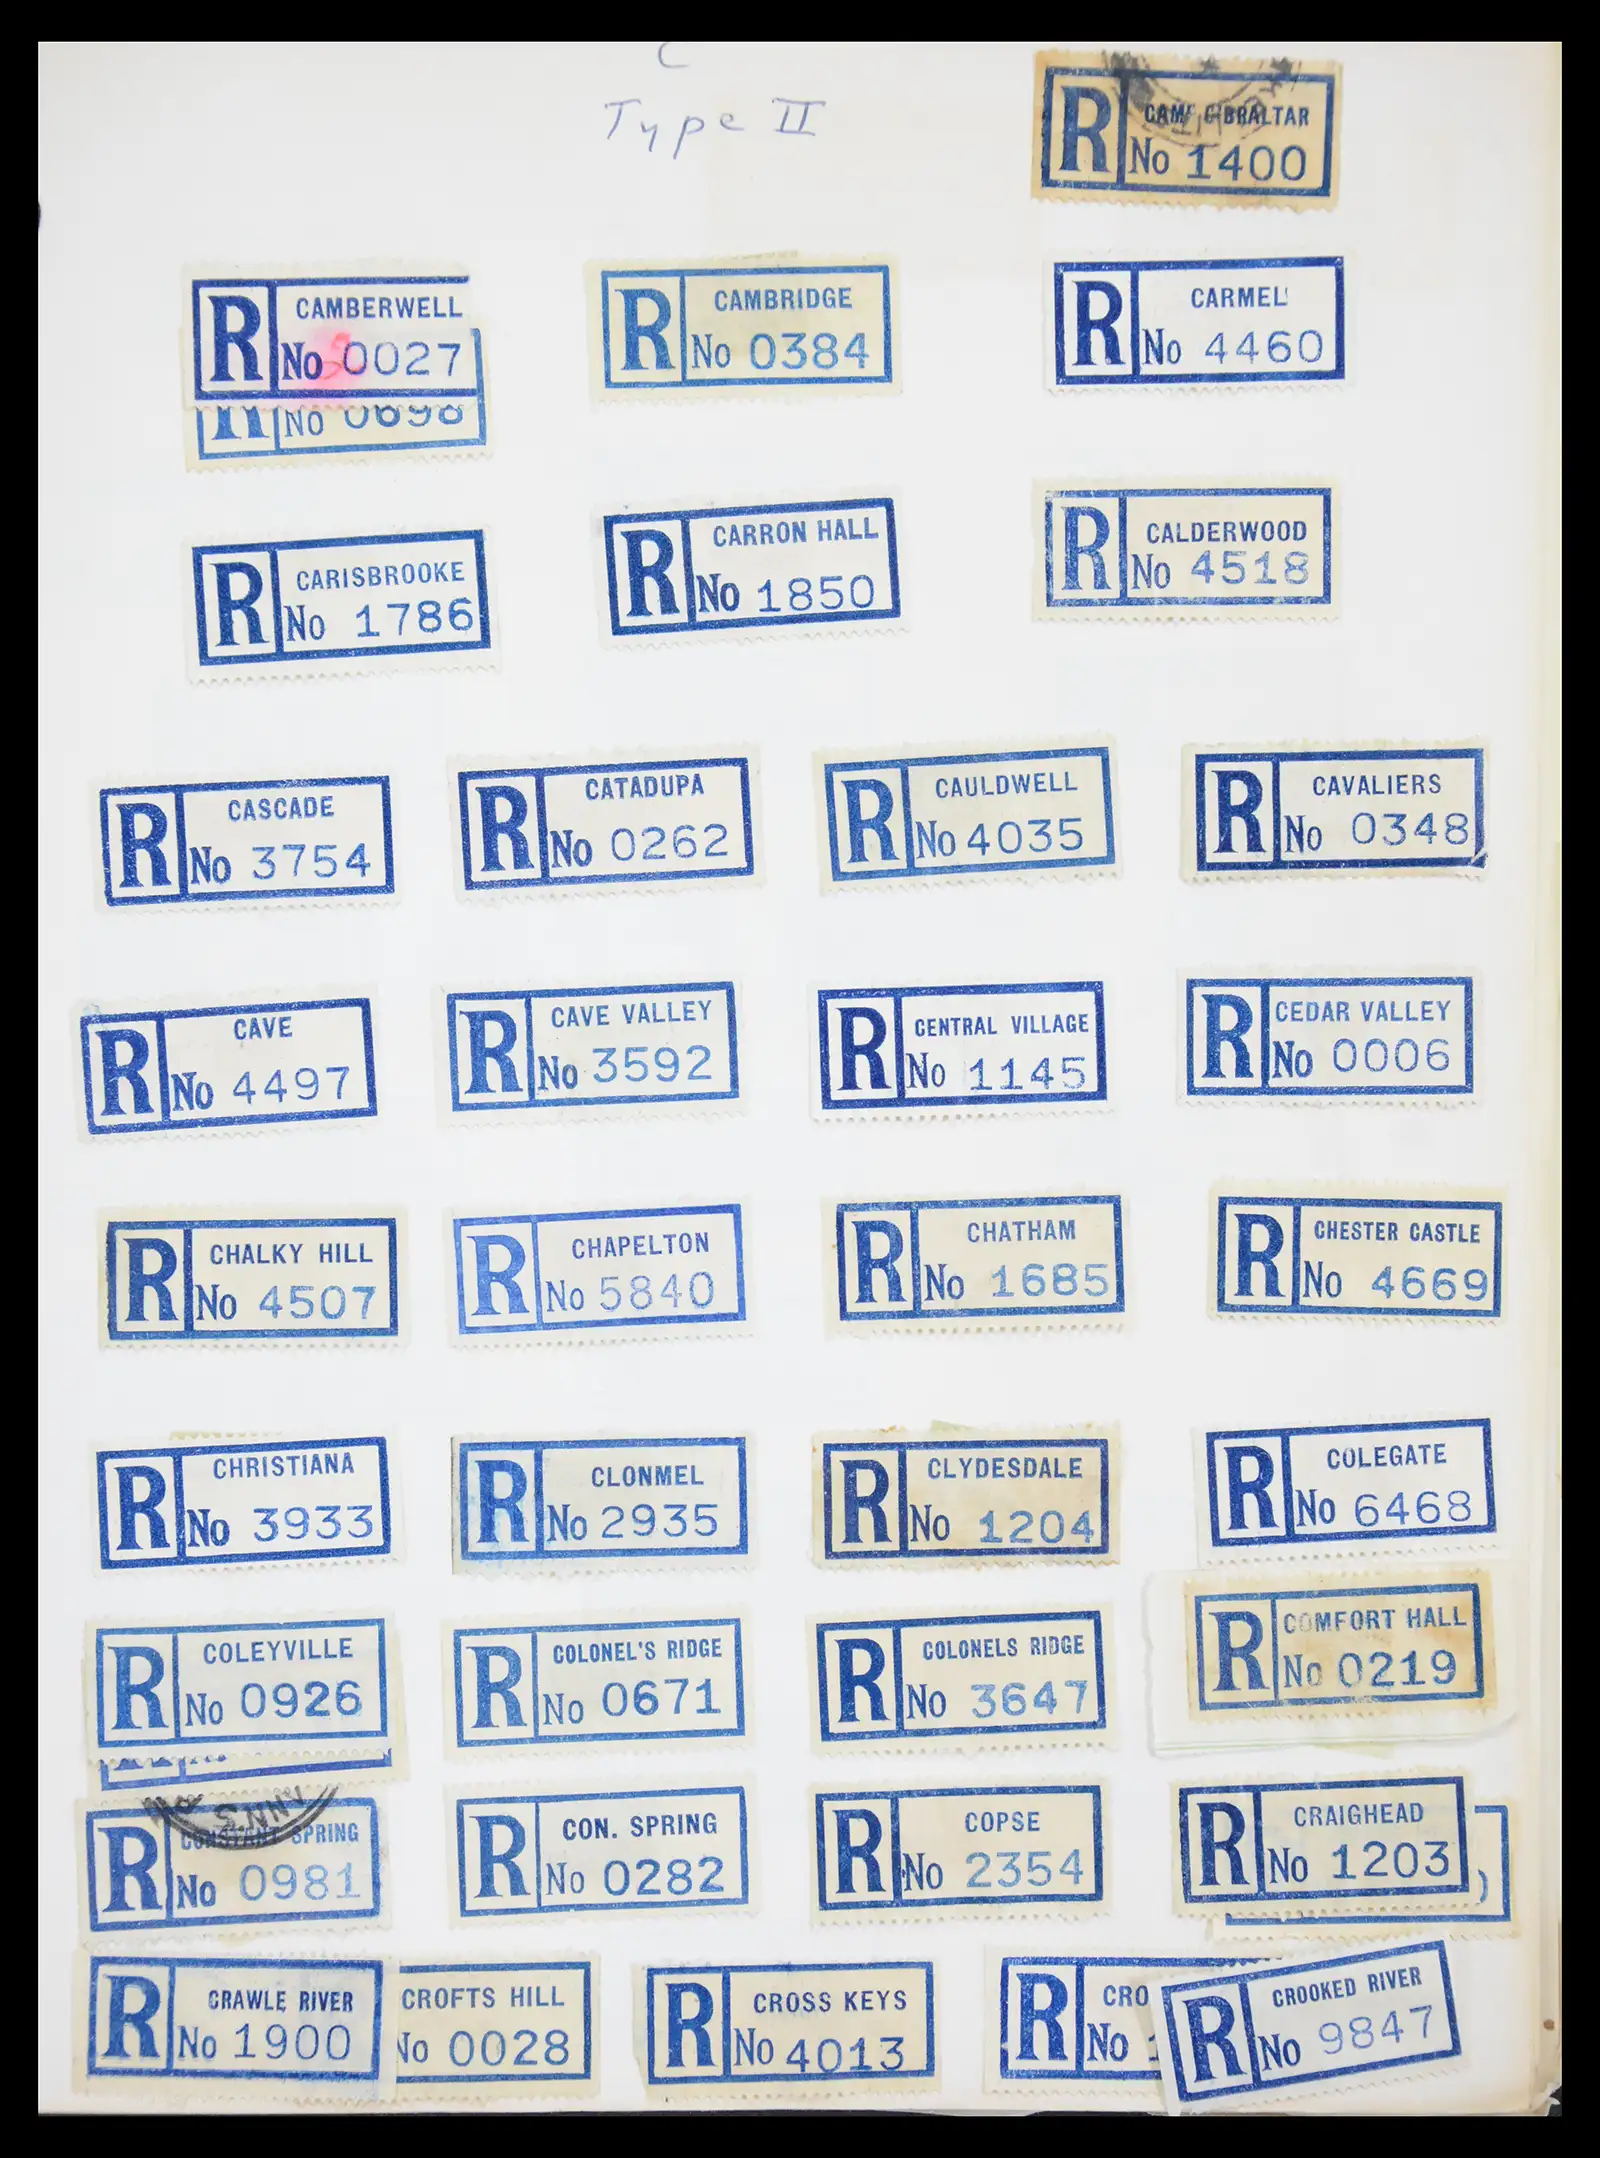 C
Type II
R CAMP GIBRALTAR
No 1400
R CAMBERWELL
No 0027
R No 0698
R CAMBRIDGE
No 0384
R CARMEL
No 4460
R CARISBROOKE
No 1786
R CARRON HALL
No 1850
R CALDERWOOD
No 4518
R CASCADE
No 3754
R CATADUPA
No 0262
R CAULDWELL
No 4035
R CAVALIERS
No 0348
R CAVE
No 4497
R CAVE VALLEY
No 3592
R CENTRAL VILLAGE
No 1145
R CEDAR VALLEY
No 0006
R CHALKY HILL
No 4507
R CHAPELTON
No 5840
R CHATHAM
No 1685
R CHESTER CASTLE
No 4669
R CHRISTIANA
No 3933
R CLONMEL
No 2935
R CLYDESDALE
No 1204
R COLEGATE
No 6468
R COLEYVILLE
No 0926
R COLONEL'S RIDGE
No 0671
R COLONELS RIDGE
No 3647
R COMFORT HALL
No 0219
R CONSTANT SPRING
No 0981
R CON. SPRING
No 0282
R COPSE
No 2354
R CRAIGHEAD
No 1203
R CRAWLE RIVER
No 1900
CROFTS HILL
No 0028
R CROSS KEYS
No 4013
R CRO
No 1
R CROOKED RIVER
No 9847